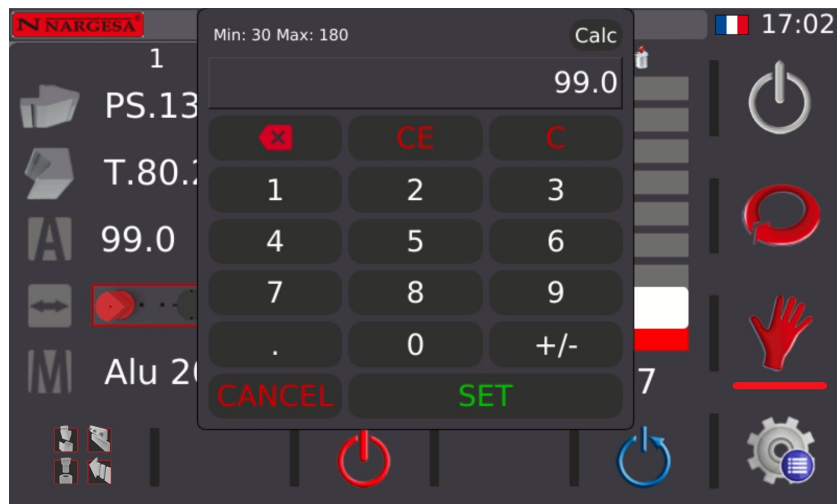 N NARGESA
17:02
Min: 30 Max: 180
Calc
99.0
1
PS.13
T.80.
A 99.0
M Alu 20
CE C
1 2 3
4 5 6
7 8 9
. 0 +/-
CANCEL SET
7